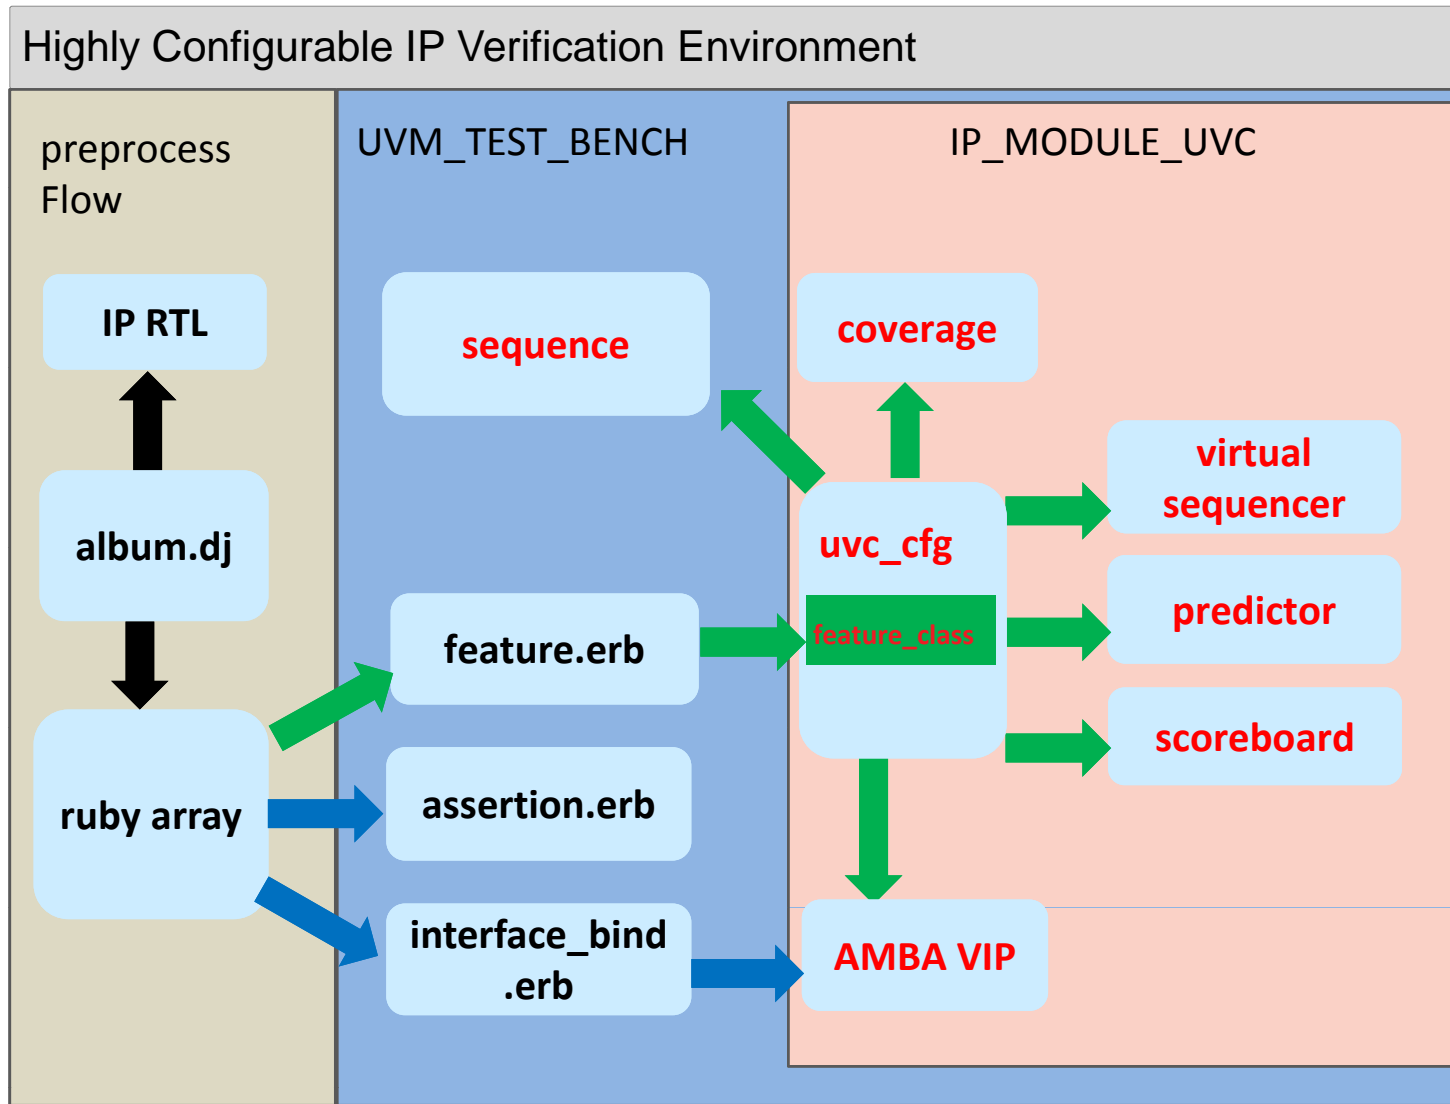 Highly Configurable IP Verification Environment
preprocess
Flow
IP RTL
album.dj
ruby array
UVM_TEST_BENCH
sequence
feature.erb
assertion.erb
interface_bind
.erb
IP_MODULE_UVC
coverage
uvc_cfg
feature_class
virtual
sequencer
predictor
scoreboard
AMBA VIP